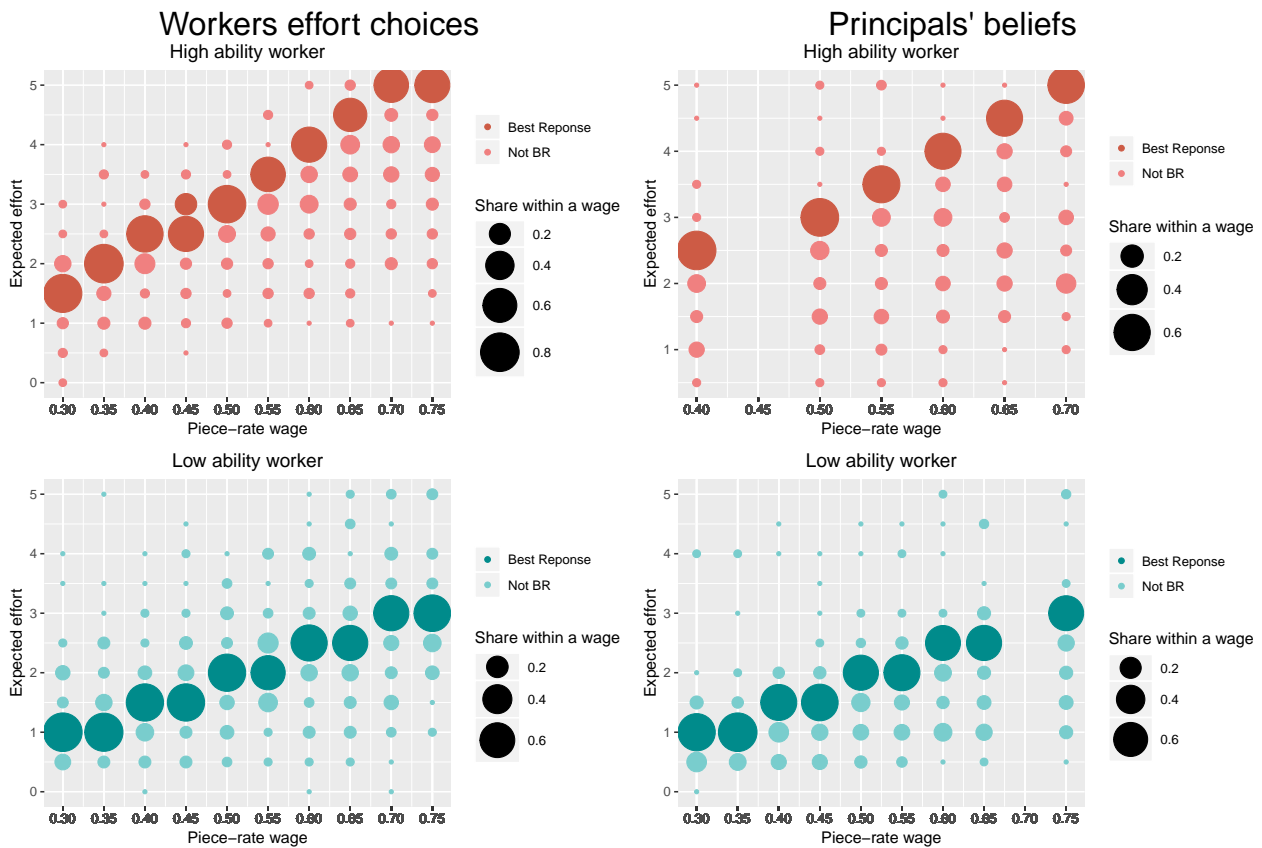 Workers effort choices
High ability worker
Expected effort
5
4
3
2
1
0
0.30 0.35 0.40 0.45 0.50 0.55 0.60 0.65 0.70 0.75
Piece−rate wage
Best Reponse
Not BR
Share within a wage
0.2
0.4
0.6
0.8
Principals' beliefs
High ability worker
Expected effort
5
4
3
2
1
0.40 0.45 0.50 0.55 0.60 0.65 0.70
Piece−rate wage
Best Reponse
Not BR
Share within a wage
0.2
0.4
0.6
Low ability worker
Expected effort
5
4
3
2
1
0
0.30 0.35 0.40 0.45 0.50 0.55 0.60 0.65 0.70 0.75
Piece−rate wage
Best Reponse
Not BR
Share within a wage
0.2
0.4
0.6
Low ability worker
Expected effort
5
4
3
2
1
0
0.30 0.35 0.40 0.45 0.50 0.55 0.60 0.65 0.70 0.75
Piece−rate wage
Best Reponse
Not BR
Share within a wage
0.2
0.4
0.6